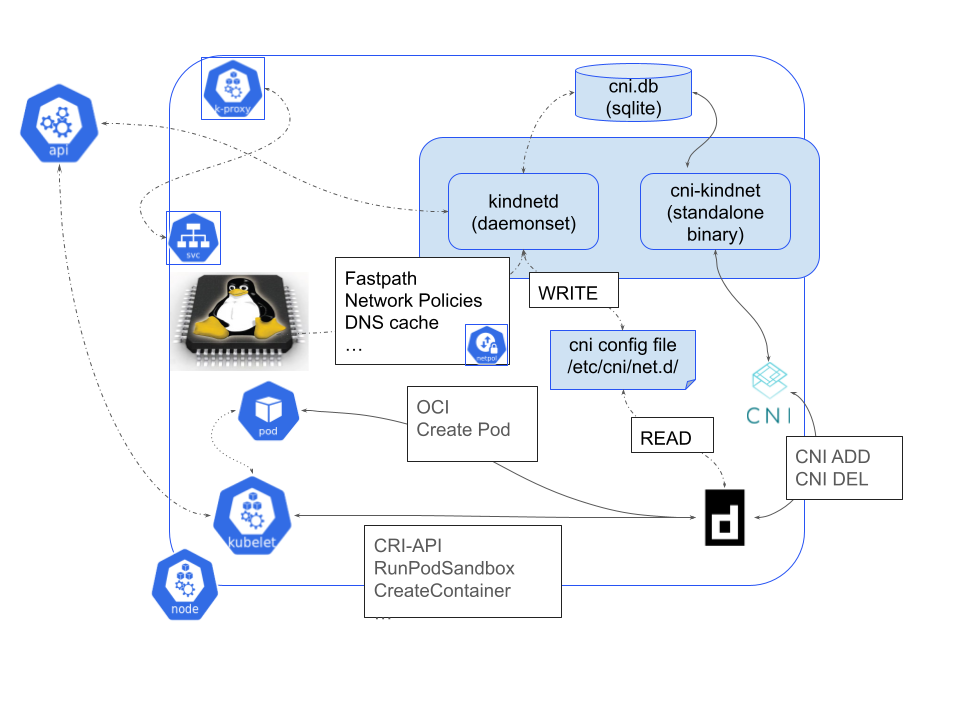 k-proxy
cni.db
(sqlite)
api
kindnetd
(daemonset)
cni-kindnet
(standalone
binary)
svc
Fastpath
Network Policies
DNS cache
…
netpol
WRITE
cni config file
/etc/cni/net.d/
CNI
OCI
Create Pod
pod
READ
CNI ADD
CNI DEL
d
kubelet
CRI-API
RunPodSandbox
CreateContainer
…
node